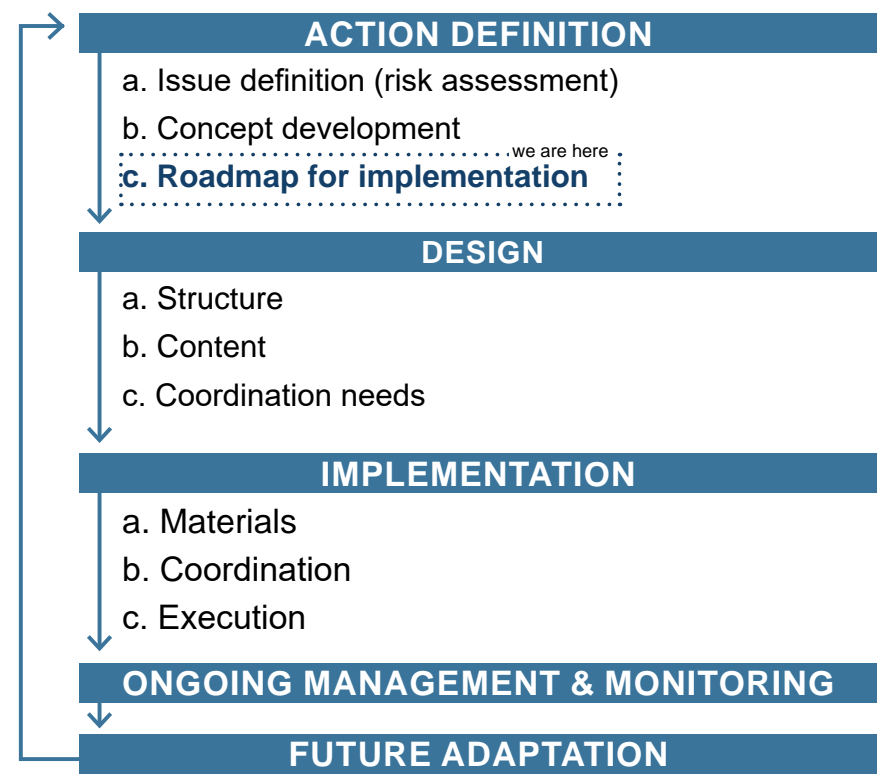 ACTION DEFINITION
a. Issue definition (risk assessment)
b. Concept development
we are here
c. Roadmap for implementation
DESIGN
a. Structure
b. Content
c. Coordination needs
IMPLEMENTATION
a. Materials
b. Coordination
c. Execution
ONGOING MANAGEMENT & MONITORING
FUTURE ADAPTATION